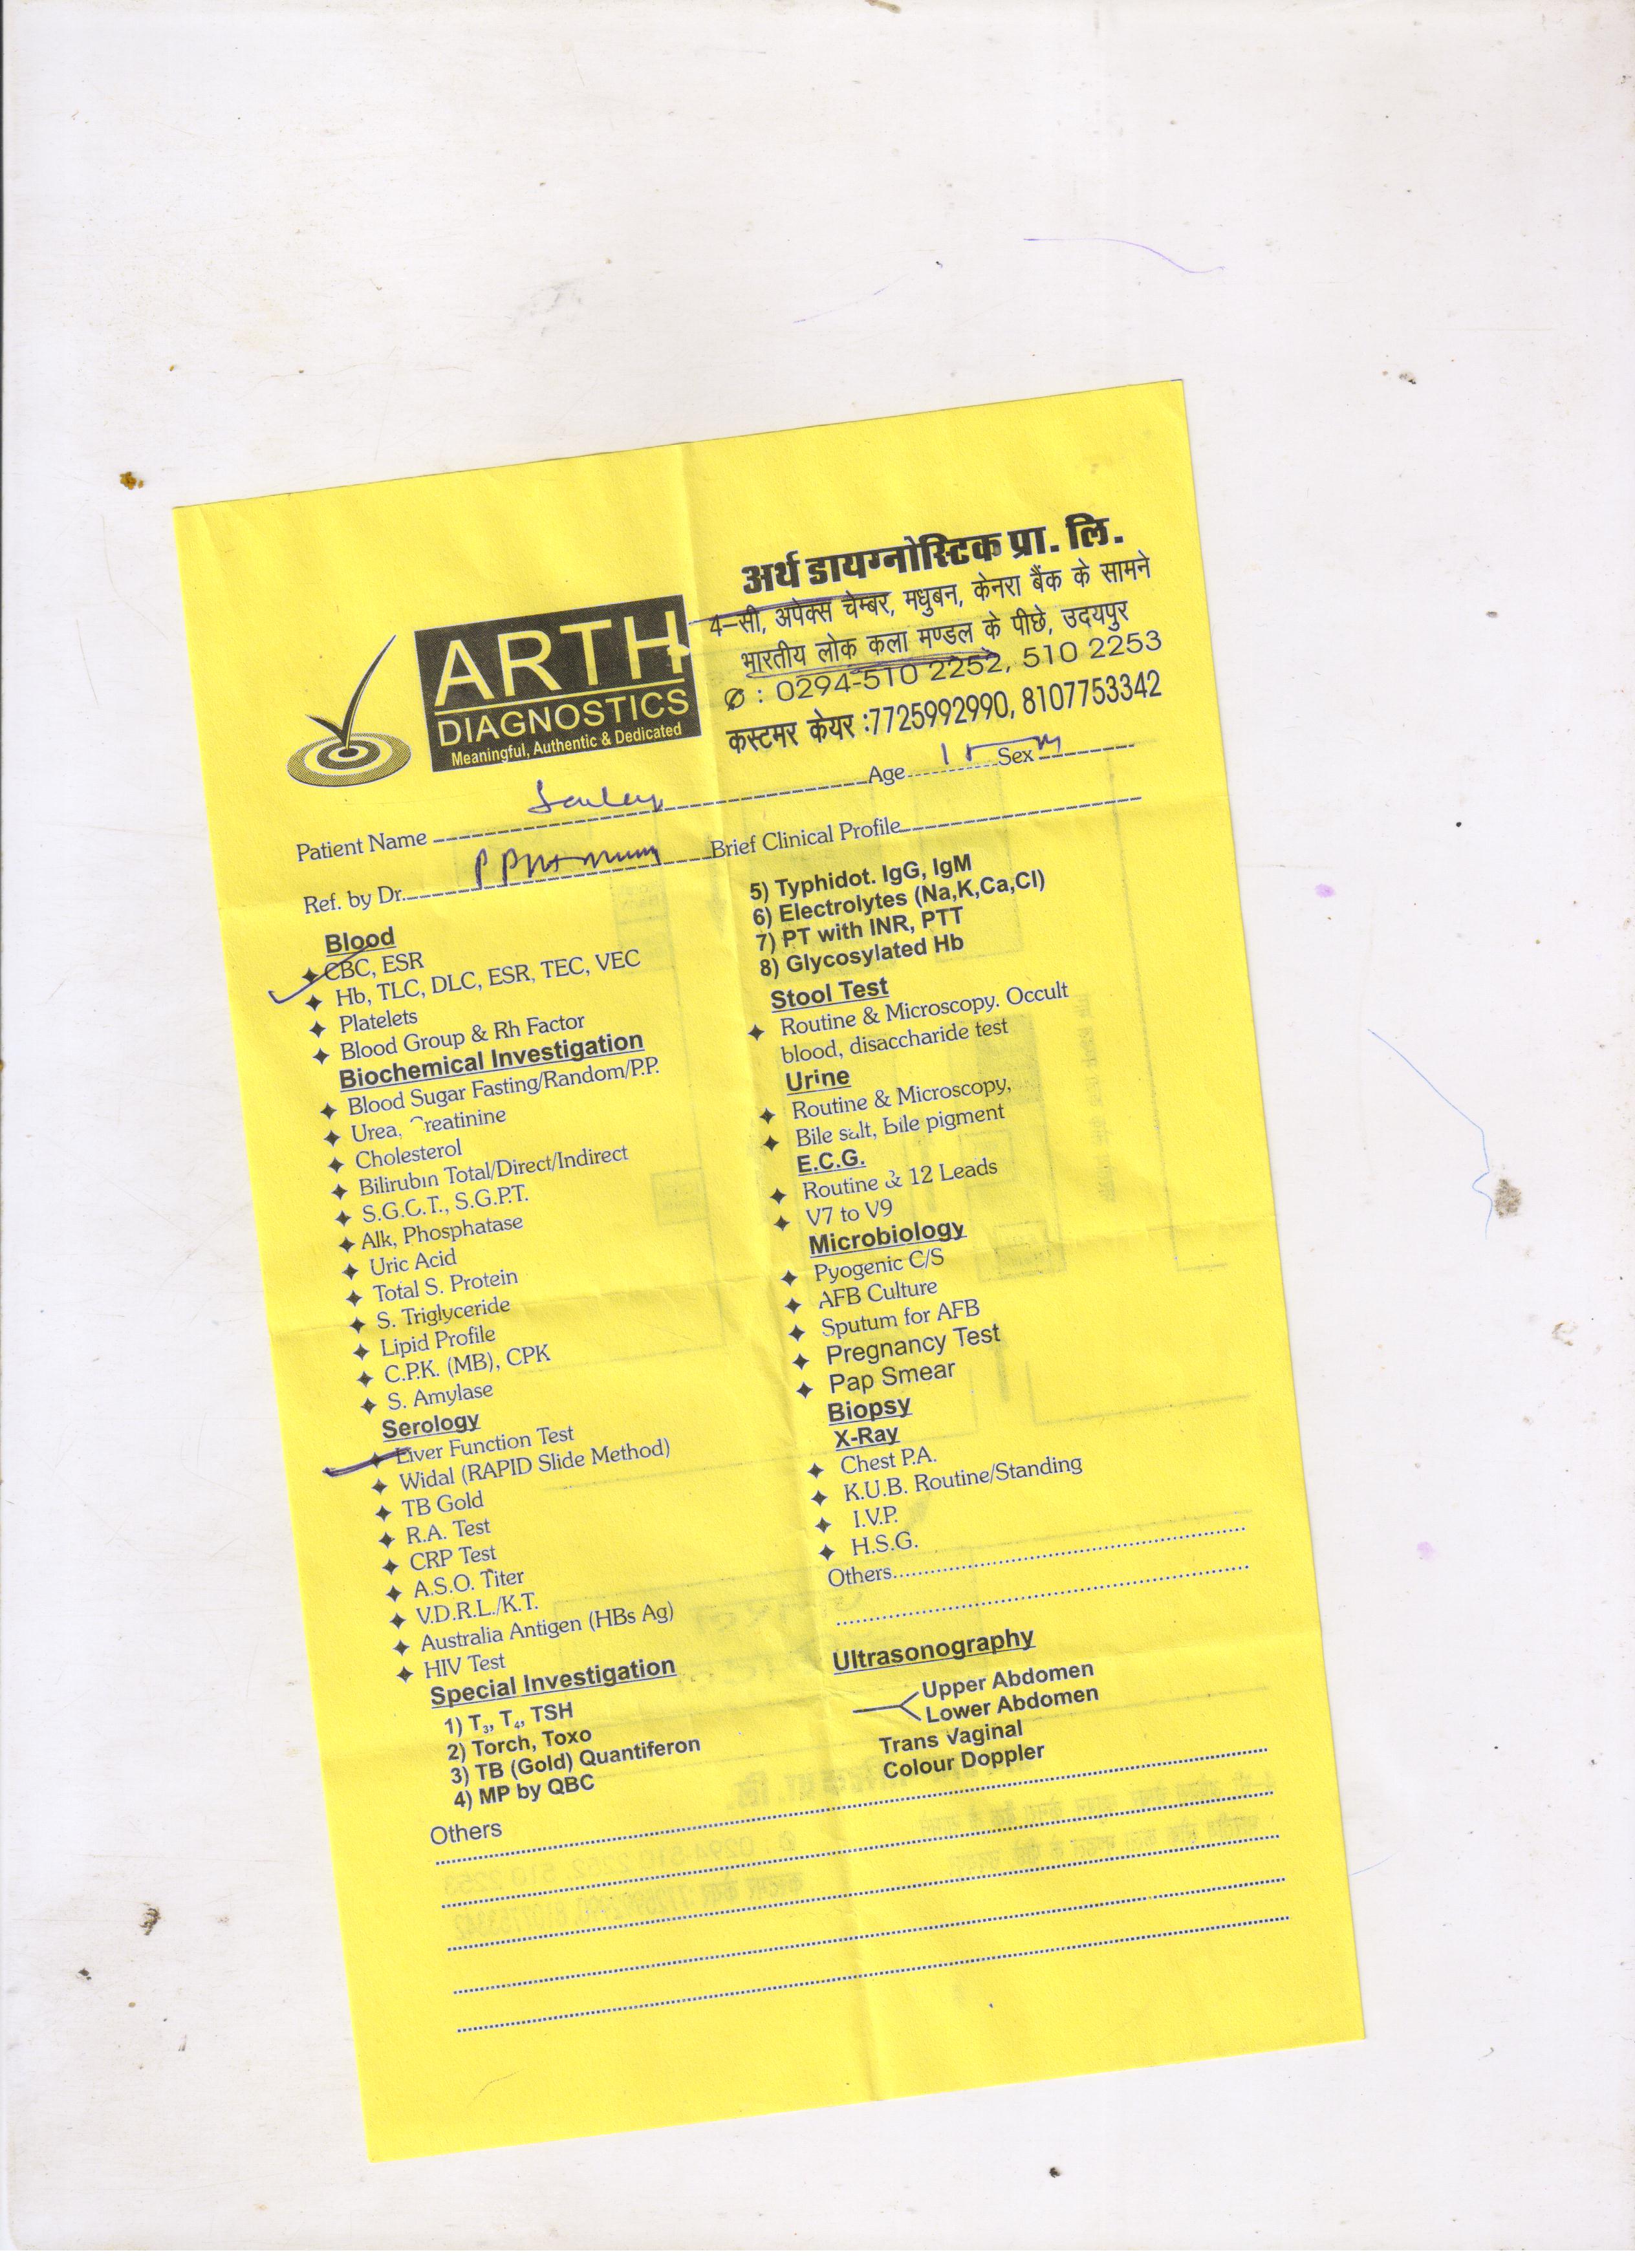 अर्थ डायग्नोस्टिक प्रा. लि.
4-सी, अपेक्स चेम्बर, मधुबन, केनरा बैंक के सामने
भारतीय लोक कला मण्डल के पीछे, उदयपुर
: 0294-510 2252, 510 2253
कस्टमर केयर :7725992990, 8107753342
ARTH
DIAGNOSTICS
Meaningful, Authentic & Dedicated
Patient Name Age Sex M
Ref. by Dr. Brief Clinical Profile
Blood
CBC, ESR
Hb, TLC, DLC, ESR, TEC, VEC
Platelets
Blood Group & Rh Factor
Biochemical Investigation
Blood Sugar Fasting/Random/P.P.
Urea, Creatinine
Cholesterol
Bilirubin Total/Direct/Indirect
S.G.O.T., S.G.P.T.
Alk, Phosphatase
Uric Acid
Total S. Protein
S. Triglyceride
Lipid Profile
C.P.K. (MB), CPK
S. Amylase
Serology
Liver Function Test
Widal (RAPID Slide Method)
TB Gold
R.A. Test
CRP Test
A.S.O. Titer
V.D.R.L./K.T.
Australia Antigen (HBs Ag)
HIV Test
Special Investigation
1) T3, T4, TSH
2) Torch, Toxo
3) TB (Gold) Quantiferon
4) MP by QBC
5) Typhidot. IgG, IgM
6) Electrolytes (Na,K,Ca,Cl)
7) PT with INR, PTT
8) Glycosylated Hb
Stool Test
Routine & Microscopy. Occult
blood, disaccharide test
Urine
Routine & Microscopy,
Bile salt, bile pigment
E.C.G.
Routine & 12 Leads
V7 to V9
Microbiology
Pyogenic C/S
AFB Culture
Sputum for AFB
Pregnancy Test
Pap Smear
Biopsy
X-Ray
Chest P.A.
K.U.B. Routine/Standing
I.V.P.
H.S.G.
Others
Ultrasonography
Upper Abdomen
Lower Abdomen
Trans Vaginal
Colour Doppler
Others